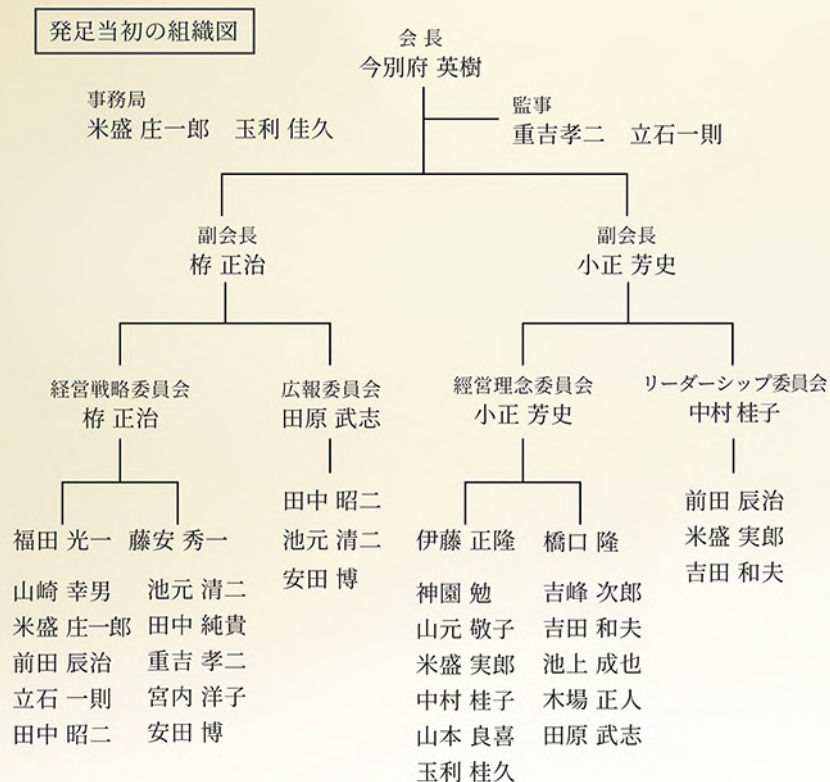 発足当初の組織図
会 長
今別府 英樹
事務局
米盛 庄一郎　玉利 佳久
監事
重吉孝二　立石一則
副会長
栫 正治
副会長
小正 芳史
経営戦略委員会
栫 正治
広報委員会
田原 武志
經営理念委員会
小正 芳史
リーダーシップ委員会
中村 桂子
福田 光一
山崎 幸男
米盛 庄一郎
前田 辰治
立石 一則
田中 昭二
藤安 秀一
池元 清二
田中 純貴
重吉 孝二
宮内 洋子
安田 博
田中 昭二
池元 清二
安田 博
伊藤 正隆
神園 勉
山元 敬子
米盛 実郎
中村 桂子
山本 良喜
玉利 桂久
橋口 隆
吉峰 次郎
吉田 和夫
池上 成也
木場 正人
田原 武志
前田 辰治
米盛 実郎
吉田 和夫